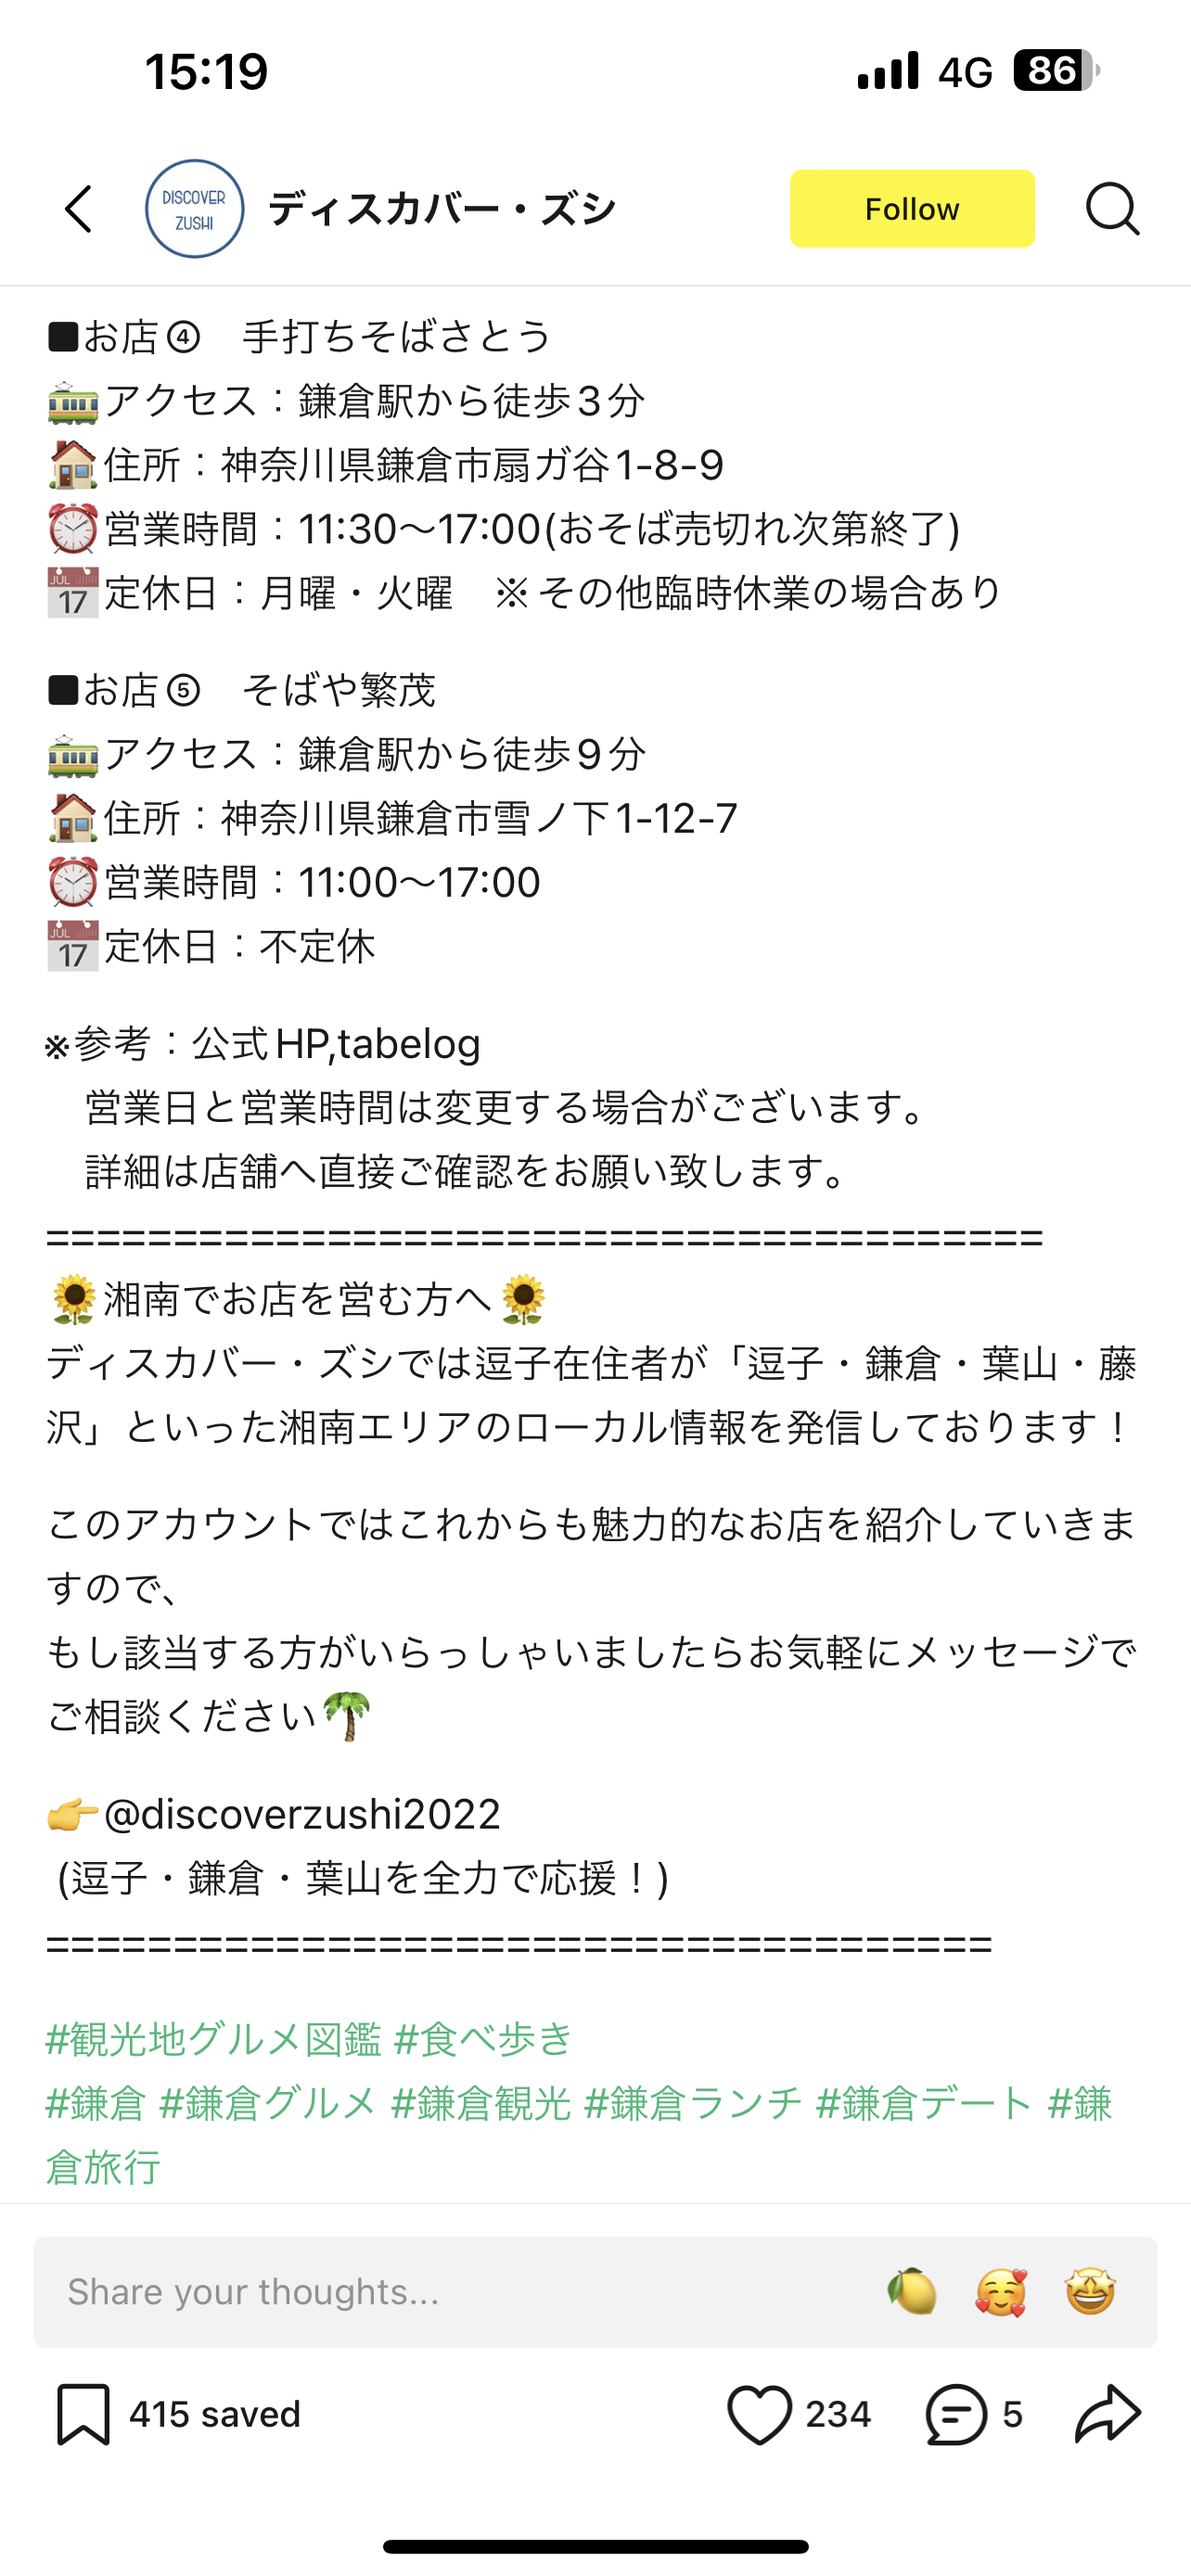 15:19
4G 86
DISCOVER
ZUSHI
ディスカバー・ズシ
Follow
■お店④　手打ちそばさとう
🚋アクセス：鎌倉駅から徒歩3分
🏠住所：神奈川県鎌倉市扇ガ谷1-8-9
⏰営業時間：11:30〜17:00(おそば売切れ次第終了)
📅定休日：月曜・火曜　※その他臨時休業の場合あり
■お店⑤　そばや繁茂
🚋アクセス：鎌倉駅から徒歩9分
🏠住所：神奈川県鎌倉市雪ノ下1-12-7
⏰営業時間：11:00〜17:00
📅定休日：不定休
※参考：公式HP,tabelog
　営業日と営業時間は変更する場合がございます。
　詳細は店舗へ直接ご確認をお願い致します。
=======================================
🌻湘南でお店を営む方へ🌻
ディスカバー・ズシでは逗子在住者が「逗子・鎌倉・葉山・藤
沢」といった湘南エリアのローカル情報を発信しております！
このアカウントではこれからも魅力的なお店を紹介していきま
すので、
もし該当する方がいらっしゃいましたらお気軽にメッセージで
ご相談ください🌴
👉@discoverzushi2022
(逗子・鎌倉・葉山を全力で応援！)
=====================================
#観光地グルメ図鑑 #食べ歩き
#鎌倉 #鎌倉グルメ #鎌倉観光 #鎌倉ランチ #鎌倉デート #鎌
倉旅行
Share your thoughts...
415 saved
234
5